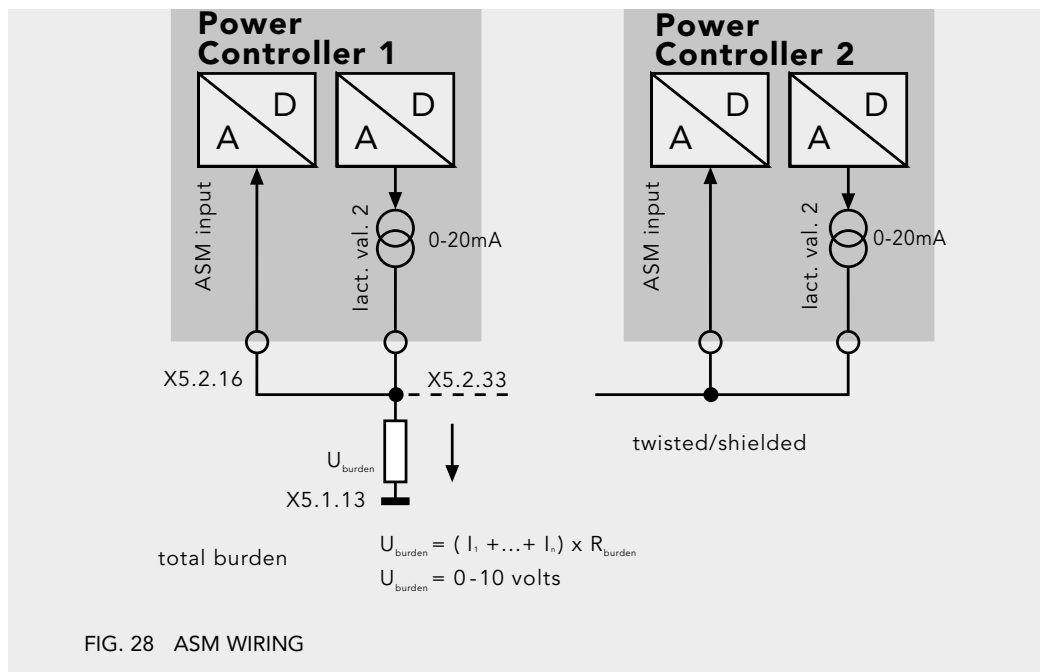 Power
Controller 1
D
A
D
A
ASM input
Iact. val. 2
0-20mA
X5.2.16
X5.2.33
Power
Controller 2
D
A
D
A
ASM input
Iact. val. 2
0-20mA
twisted/shielded
U burden
X5.1.13
total burden
U burden = ( I 1 +...+ I n ) x R burden
U burden = 0-10 volts
FIG. 28 ASM WIRING